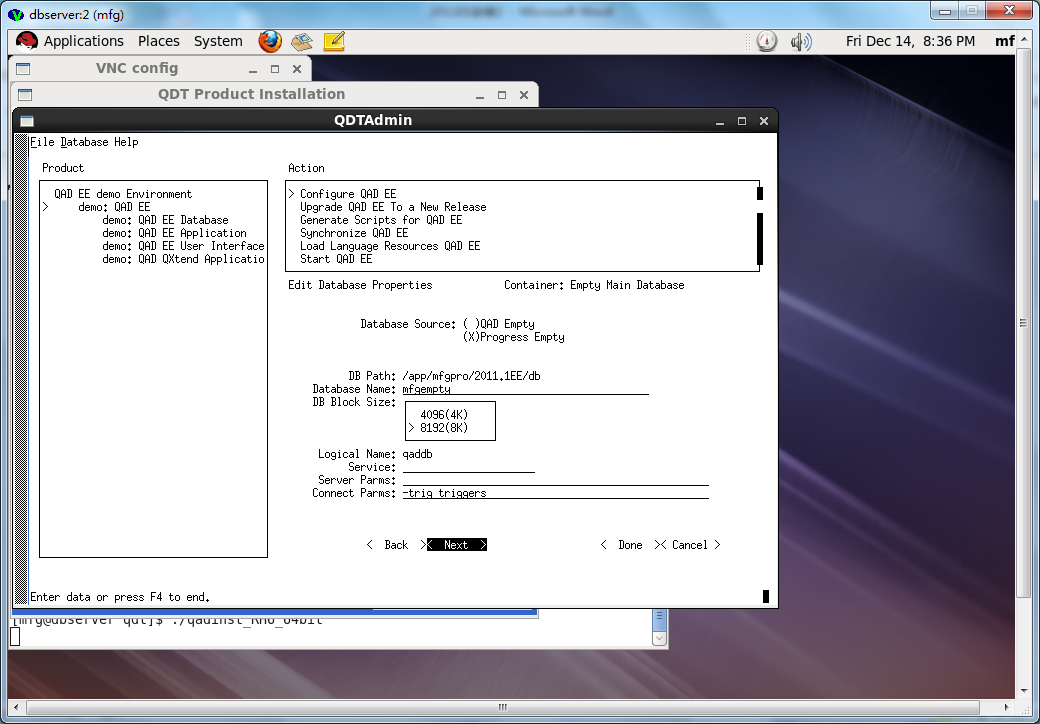 dbserver:2 (mfg)
Applications Places System
Fri Dec 14, 8:36 PM mf
VNC config
QDT Product Installation
QDTAdmin
File Database Help
Product
QAD EE demo Environment
> demo: QAD EE
demo: QAD EE Database
demo: QAD EE Application
demo: QAD EE User Interface
demo: QAD QXtend Applicatio
Action
> Configure QAD EE
Upgrade QAD EE To a New Release
Generate Scripts for QAD EE
Synchronize QAD EE
Load Language Resources QAD EE
Start QAD EE
Edit Database Properties Container: Empty Main Database
Database Source: ( )QAD Empty
(X)Progress Empty
DB Path: /app/mfgpro/2011.1EE/db
Database Name: mfgempty
DB Block Size:
4096(4K)
> 8192(8K)
Logical Name: qaddb
Service:
Server Parms:
Connect Parms: -trig triggers
< Back >< Next > < Done >< Cancel >
Enter data or press F4 to end.
[mfg@dbserver qdt]$ ./qadinst_RH6_64bit